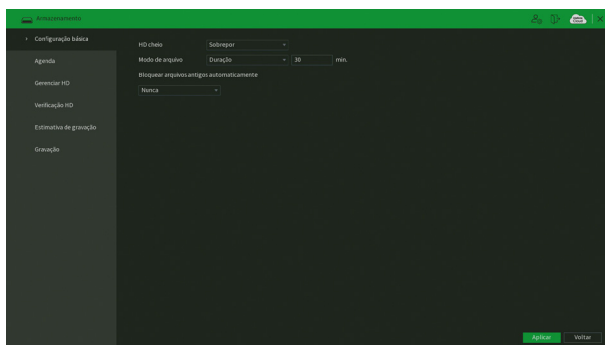 Armazenamento
Configuração básica
Agenda
Gerenciar HD
Verificação HD
Estimativa de gravação
Gravação
HD cheio Sobrepor
Modo de arquivo Duração 30 min.
Bloquear arquivos antigos automaticamente
Nunca
Aplicar Voltar